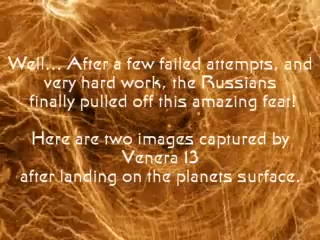 Well... After a few failed attempts, and
very hard work, the Russians
finally pulled off this amazing feat!
Here are two images captured by
Venera 13
after landing on the planets surface.